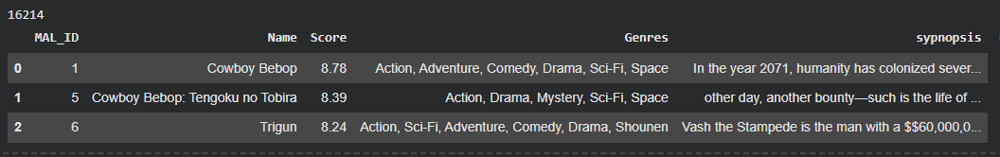 16214
MAL_ID Name Score Genres sypnopsis
0 1 Cowboy Bebop 8.78 Action, Adventure, Comedy, Drama, Sci-Fi, Space In the year 2071, humanity has colonized sever...
1 5 Cowboy Bebop: Tengoku no Tobira 8.39 Action, Drama, Mystery, Sci-Fi, Space other day, another bounty—such is the life of ...
2 6 Trigun 8.24 Action, Sci-Fi, Adventure, Comedy, Drama, Shounen Vash the Stampede is the man with a $$60,000,0...